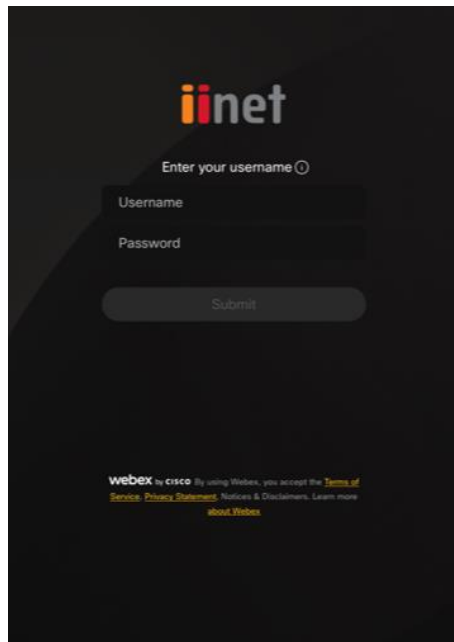 iinet
Enter your username
Username
Password
Submit
webex by CISCO By using Webex, you accept the Terms of
Service, Privacy Statement, Notices & Disclaimers. Learn more
about Webex